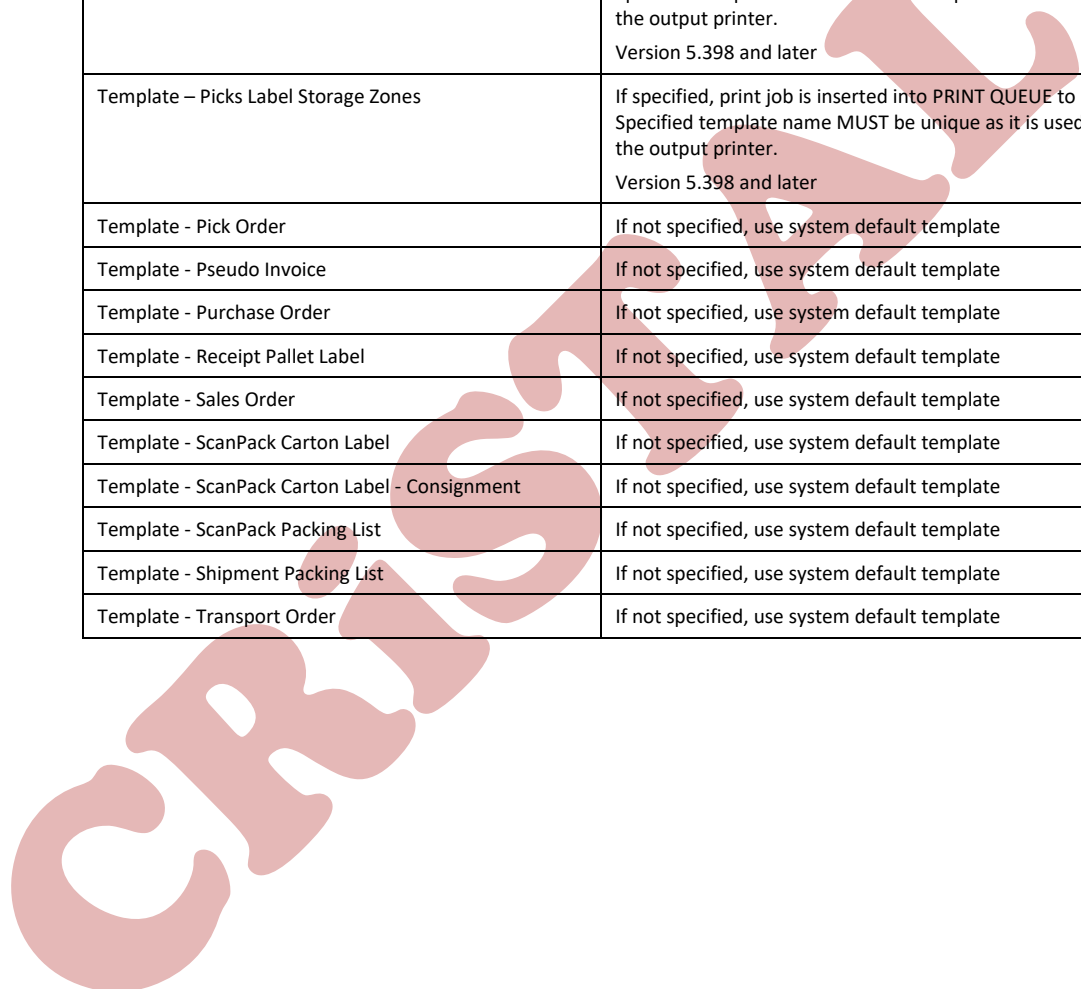 the output printer.
Version 5.398 and later
Template – Picks Label Storage Zones
If specified, print job is inserted into PRINT QUEUE to
Specified template name MUST be unique as it is used
the output printer.
Version 5.398 and later
Template - Pick Order
If not specified, use system default template
Template - Pseudo Invoice
If not specified, use system default template
Template - Purchase Order
If not specified, use system default template
Template - Receipt Pallet Label
If not specified, use system default template
Template - Sales Order
If not specified, use system default template
Template - ScanPack Carton Label
If not specified, use system default template
Template - ScanPack Carton Label - Consignment
If not specified, use system default template
Template - ScanPack Packing List
If not specified, use system default template
Template - Shipment Packing List
If not specified, use system default template
Template - Transport Order
If not specified, use system default template
CRiSTAL